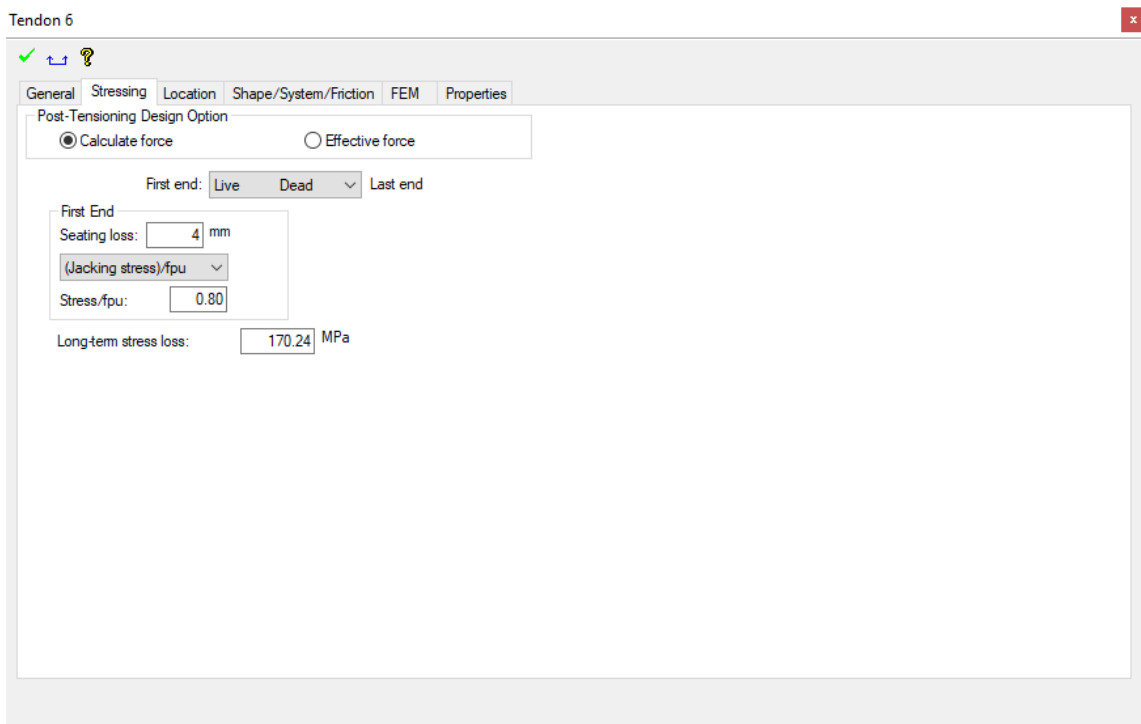 Tendon 6
x
General Stressing Location Shape/System/Friction FEM Properties
Post-Tensioning Design Option
Calculate force Effective force
First end: Live Dead Last end
First End
Seating loss: 4 mm
(Jacking stress)/fpu
Stress/fpu: 0.80
Long-term stress loss: 170.24 MPa